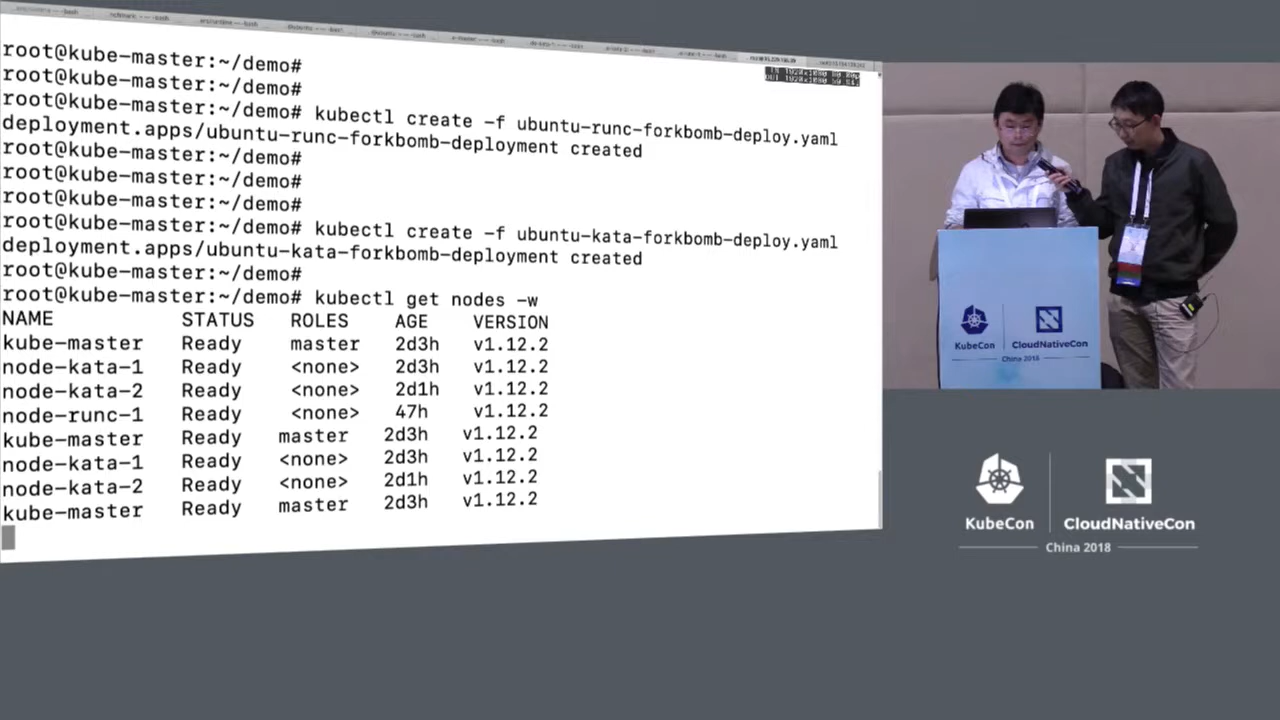 root@kube-master:~/demo#
root@kube-master:~/demo#
root@kube-master:~/demo# kubectl create -f ubuntu-runc-forkbomb-deploy.yaml
deployment.apps/ubuntu-runc-forkbomb-deployment created
root@kube-master:~/demo#
root@kube-master:~/demo#
root@kube-master:~/demo#
root@kube-master:~/demo# kubectl create -f ubuntu-kata-forkbomb-deploy.yaml
deployment.apps/ubuntu-kata-forkbomb-deployment created
root@kube-master:~/demo#
root@kube-master:~/demo# kubectl get nodes -w
NAME STATUS ROLES AGE VERSION
kube-master Ready master 2d3h v1.12.2
node-kata-1 Ready <none> 2d3h v1.12.2
node-kata-2 Ready <none> 2d1h v1.12.2
node-runc-1 Ready <none> 47h v1.12.2
kube-master Ready master 2d3h v1.12.2
node-kata-1 Ready <none> 2d3h v1.12.2
node-kata-2 Ready <none> 2d1h v1.12.2
kube-master Ready master 2d3h v1.12.2
KubeCon CloudNativeCon
China 2018
KubeCon CloudNativeCon
China 2018